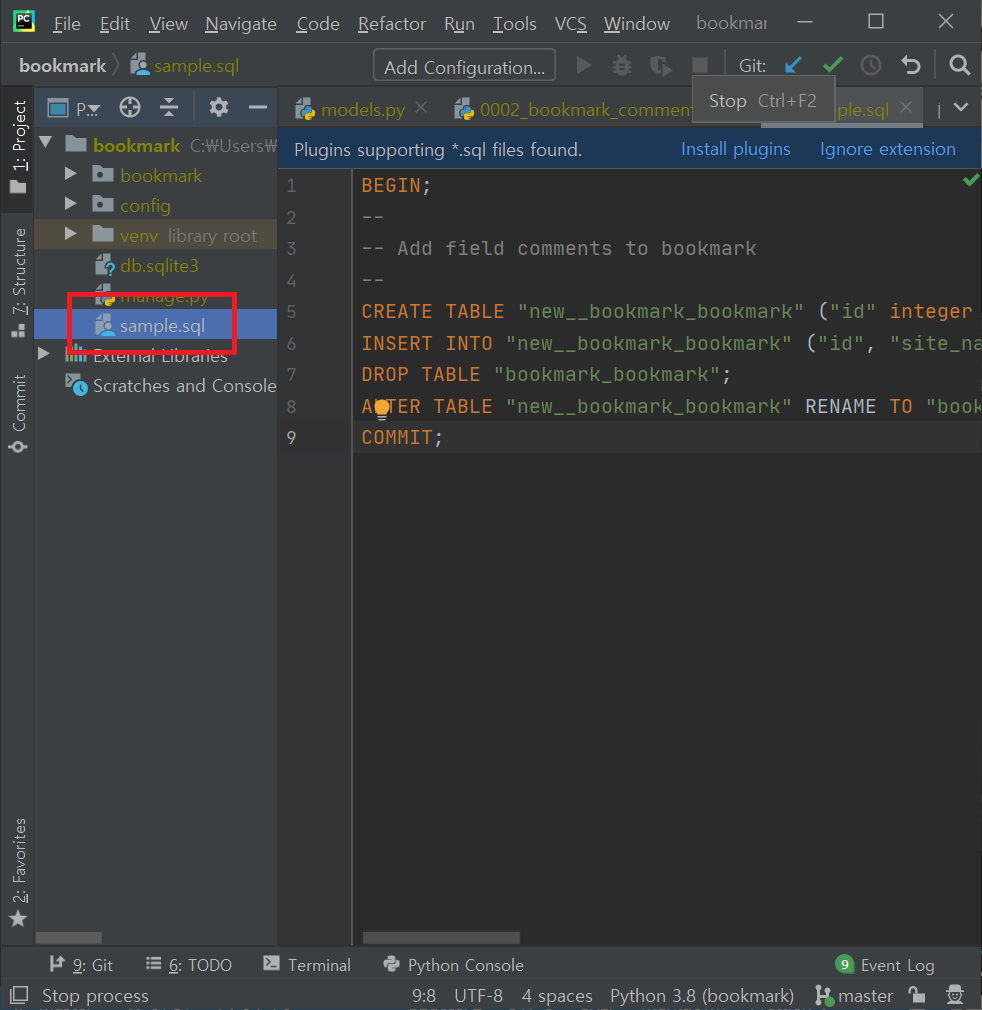 PC File Edit View Navigate Code Refactor Run Tools VCS Window bookmar
bookmark sample.sql Add Configuration... Git:
Stop Ctrl+F2
1: Project
P...
models.py 0002_bookmark_comment ple.sql
bookmark C:₩Users₩
bookmark
config
venv library root
db.sqlite3
manage.py
sample.sql
External Libraries
Scratches and Console
7: Structure
Commit
2: Favorites
Plugins supporting *.sql files found. Install plugins Ignore extension
1 BEGIN;
2 --
3 -- Add field comments to bookmark
4 --
5 CREATE TABLE "new__bookmark_bookmark" ("id" integer
6 INSERT INTO "new__bookmark_bookmark" ("id", "site_na
7 DROP TABLE "bookmark_bookmark";
8 ALTER TABLE "new__bookmark_bookmark" RENAME TO "book
9 COMMIT;
9: Git 6: TODO Terminal Python Console 9 Event Log
Stop process 9:8 UTF-8 4 spaces Python 3.8 (bookmark) master